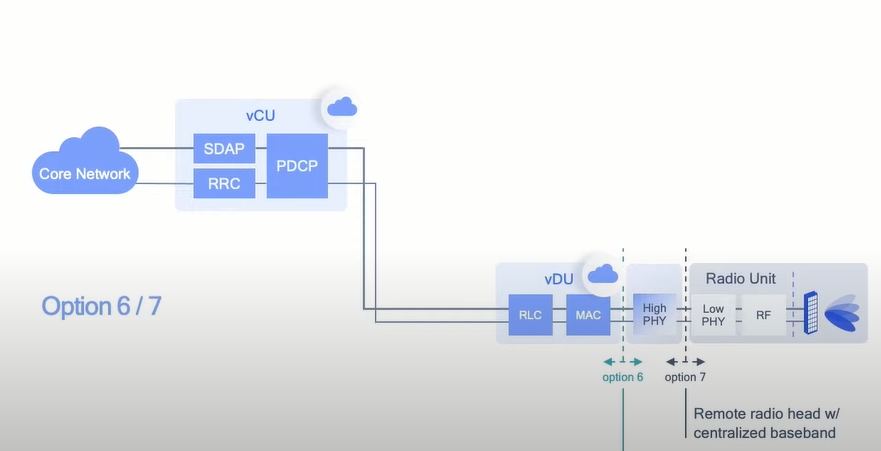 vCU
SDAP
PDCP
Core Network
RRC
vDU
Radio Unit
Option 6 / 7
RLC
MAC
High
PHY
Low
PHY
RF
option 6
option 7
Remote radio head w/
centralized baseband